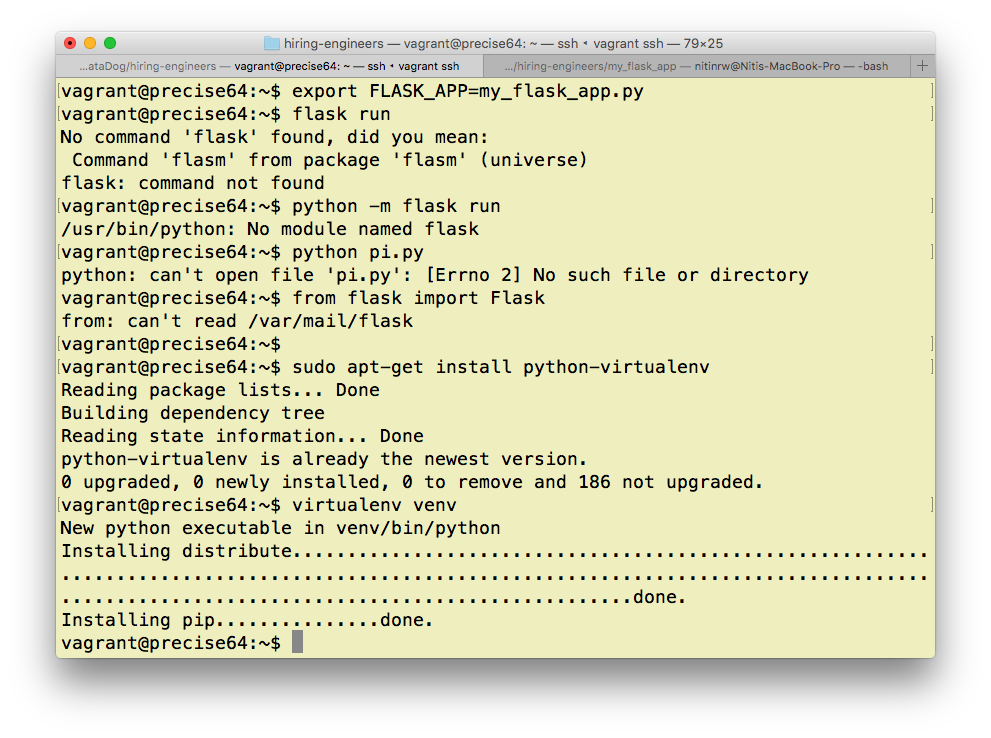 hiring-engineers — vagrant@precise64: ~ — ssh ◂ vagrant ssh — 79×25
...ataDog/hiring-engineers — vagrant@precise64: ~ — ssh ◂ vagrant ssh
.../hiring-engineers/my_flask_app — nitinrw@Nitis-MacBook-Pro — -bash
[vagrant@precise64:~$ export FLASK_APP=my_flask_app.py ]
[vagrant@precise64:~$ flask run ]
No command 'flask' found, did you mean:
 Command 'flasm' from package 'flasm' (universe)
flask: command not found
[vagrant@precise64:~$ python -m flask run ]
/usr/bin/python: No module named flask
[vagrant@precise64:~$ python pi.py ]
python: can't open file 'pi.py': [Errno 2] No such file or directory
vagrant@precise64:~$ from flask import Flask
from: can't read /var/mail/flask
[vagrant@precise64:~$ ]
[vagrant@precise64:~$ sudo apt-get install python-virtualenv ]
Reading package lists... Done
Building dependency tree
Reading state information... Done
python-virtualenv is already the newest version.
0 upgraded, 0 newly installed, 0 to remove and 186 not upgraded.
[vagrant@precise64:~$ virtualenv venv ]
New python executable in venv/bin/python
Installing distribute..........................................................
...............................................................................
....................................................done.
Installing pip...............done.
vagrant@precise64:~$